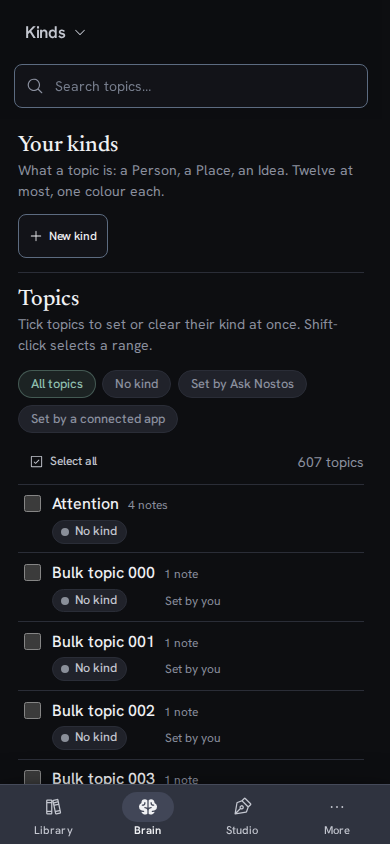 Kinds
Search topics...
Your kinds
What a topic is: a Person, a Place, an Idea. Twelve at
most, one colour each.
New kind
Topics
Tick topics to set or clear their kind at once. Shift-
click selects a range.
All topics
No kind
Set by Ask Nostos
Set by a connected app
Select all
607 topics
Attention 4 notes
No kind
Bulk topic 000 1 note
No kind Set by you
Bulk topic 001 1 note
No kind Set by you
Bulk topic 002 1 note
No kind Set by you
Bulk topic 003 1 note
Library
Brain
Studio
More